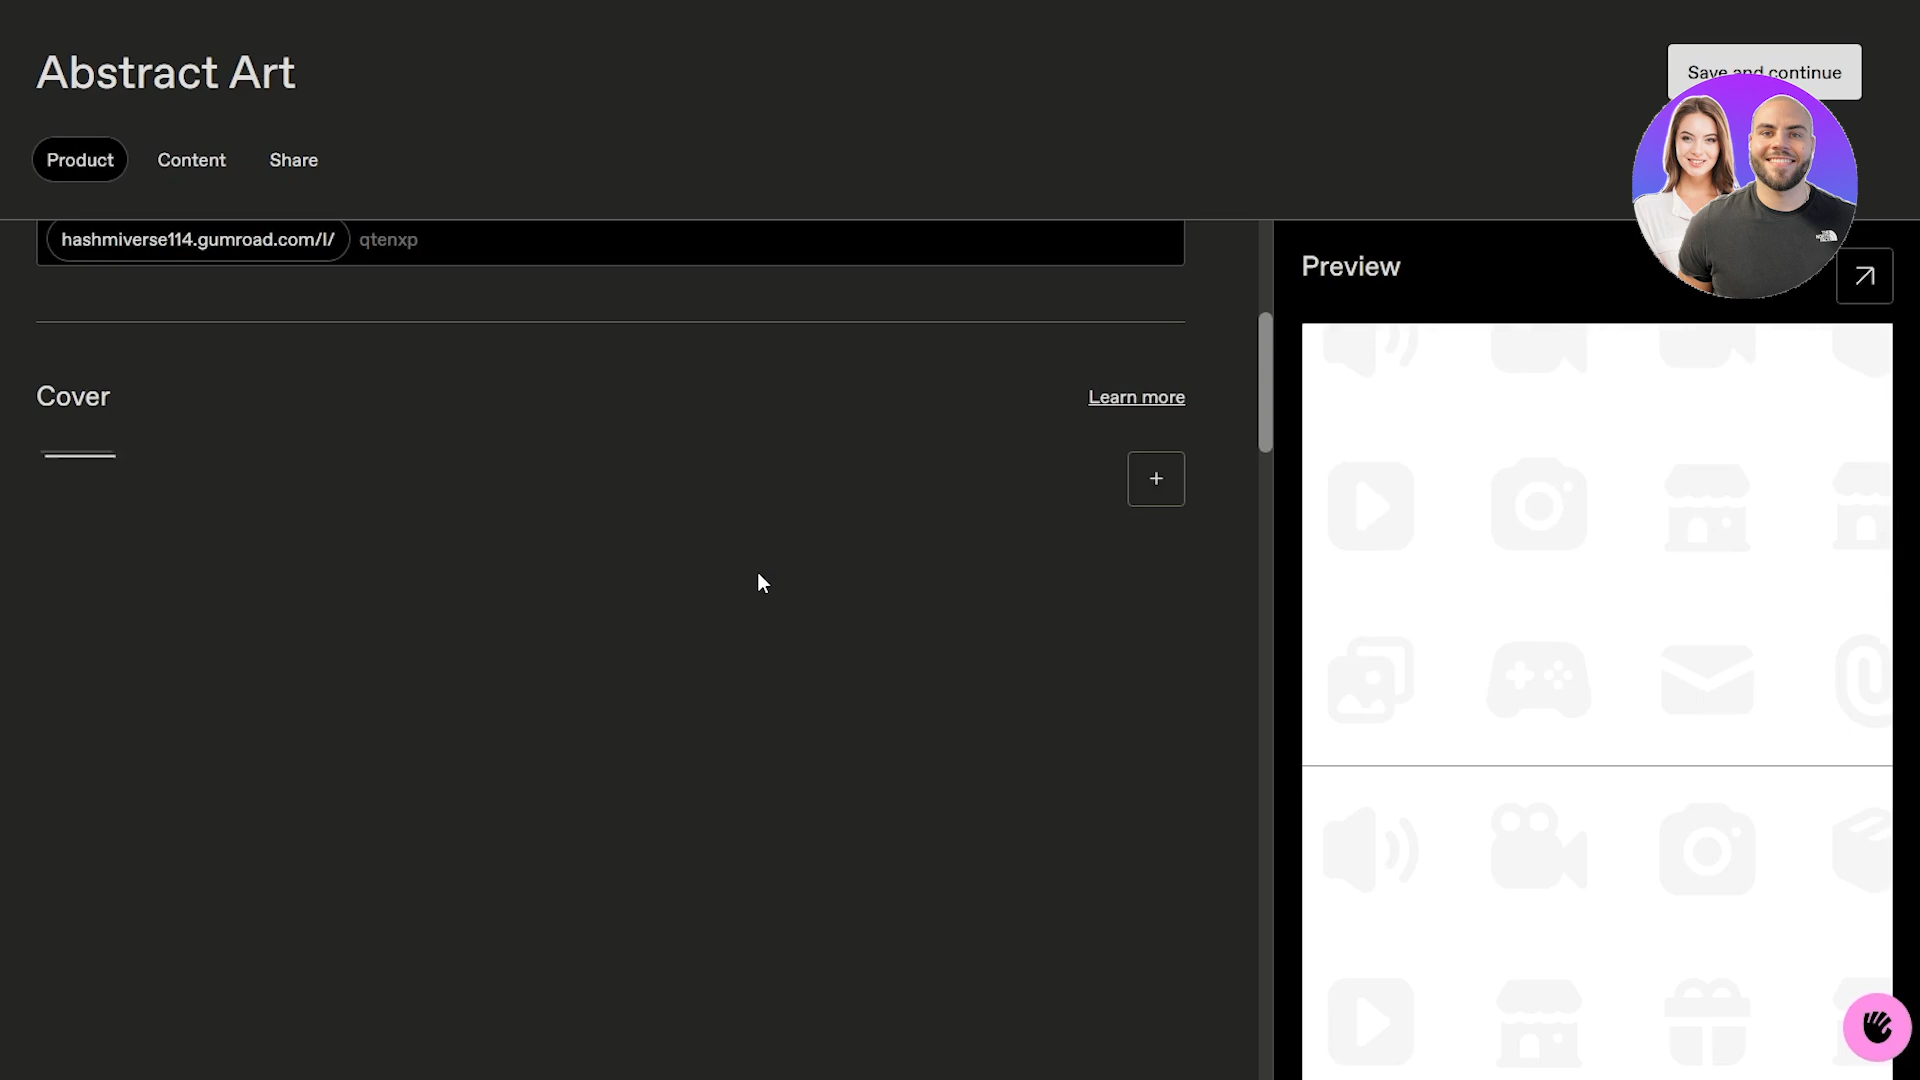 Abstract Art
Save and continue
Product
Content
Share
hashmiverse114.gumroad.com/l/
qtenxp
Preview
Cover
Learn more